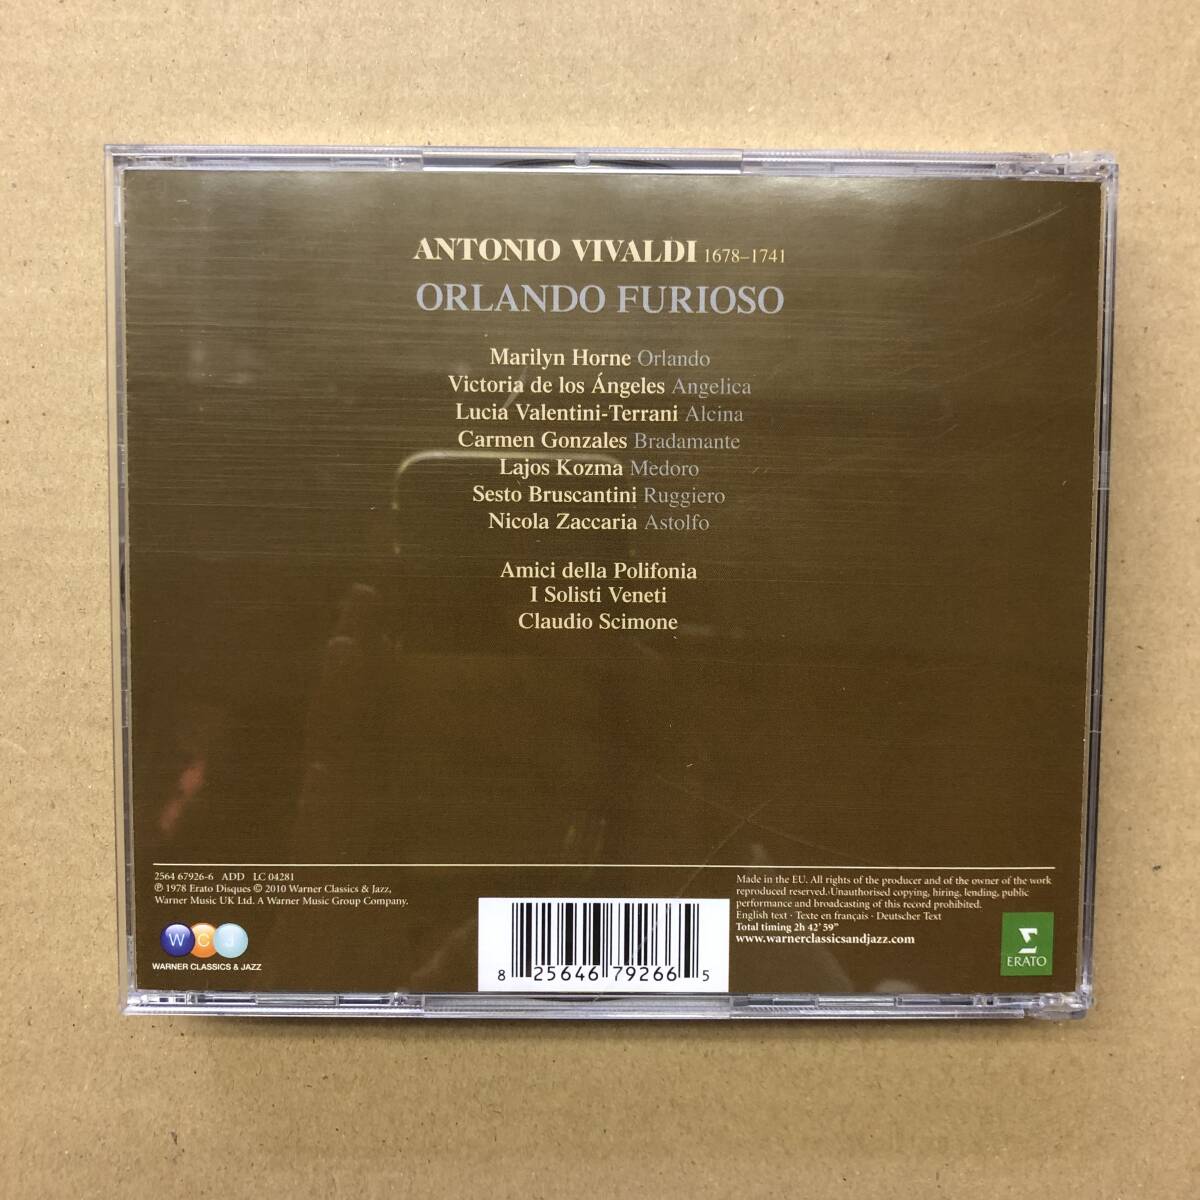 ANTONIO VIVALDI 1678–1741
ORLANDO FURIOSO
Marilyn Horne Orlando
Victoria de los Ángeles Angelica
Lucia Valentini-Terrani Alcina
Carmen Gonzales Bradamante
Lajos Kozma Medoro
Sesto Bruscantini Ruggiero
Nicola Zaccaria Astolfo
Amici della Polifonia
I Solisti Veneti
Claudio Scimone
2564 67926-6 ADD LC 04281
℗ 1978 Erato Disques © 2010 Warner Classics & Jazz,
Warner Music UK Ltd. A Warner Music Group Company.
W C J
WARNER CLASSICS & JAZZ
8 25646 79266 5
Made in the EU. All rights of the producer and of the owner of the work
reproduced reserved. Unauthorised copying, hiring, lending, public
performance and broadcasting of this record prohibited.
English text · Texte en français · Deutscher Text
Total timing 2h 42’ 59”
www.warnerclassicsandjazz.com
ERATO